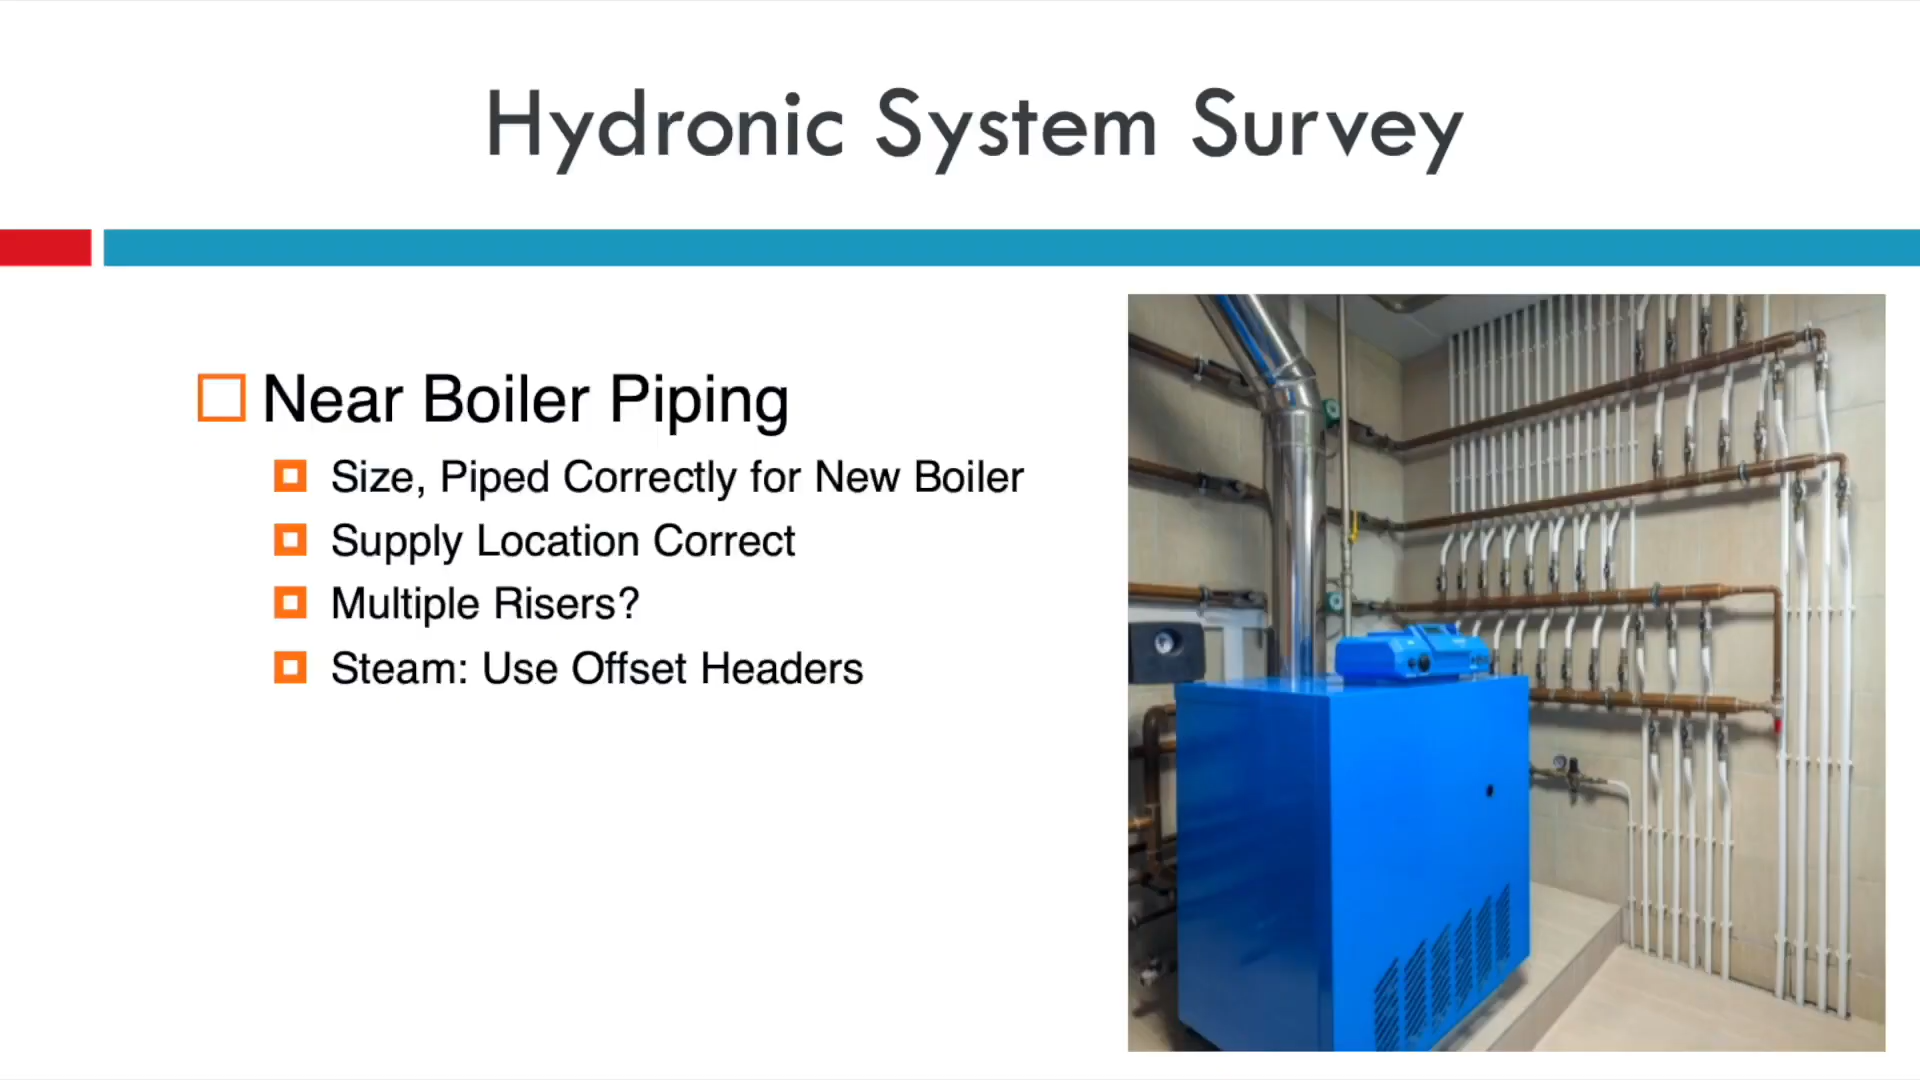 Hydronic System Survey
Near Boiler Piping
Size, Piped Correctly for New Boiler
Supply Location Correct
Multiple Risers?
Steam: Use Offset Headers